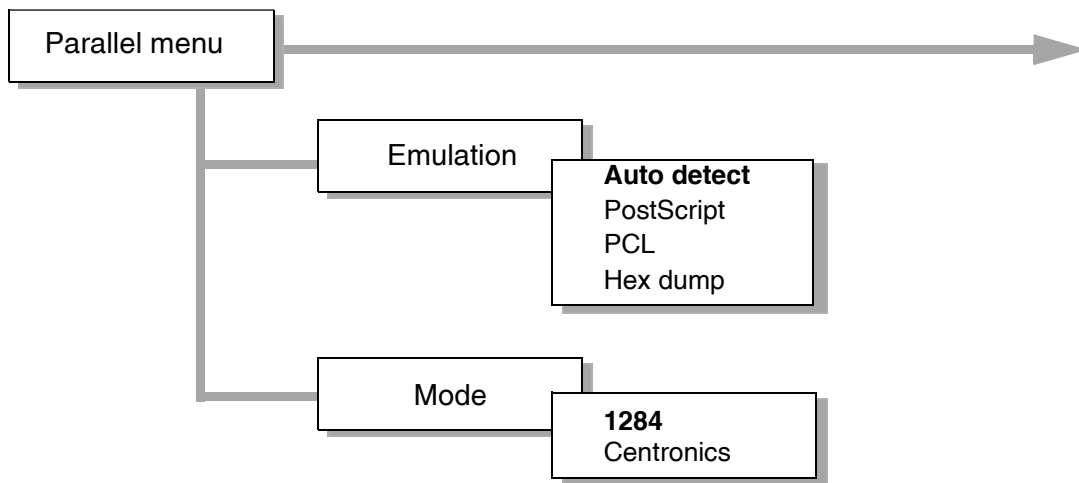 Parallel menu
Emulation
Auto detect
PostScript
PCL
Hex dump
Mode
1284
Centronics